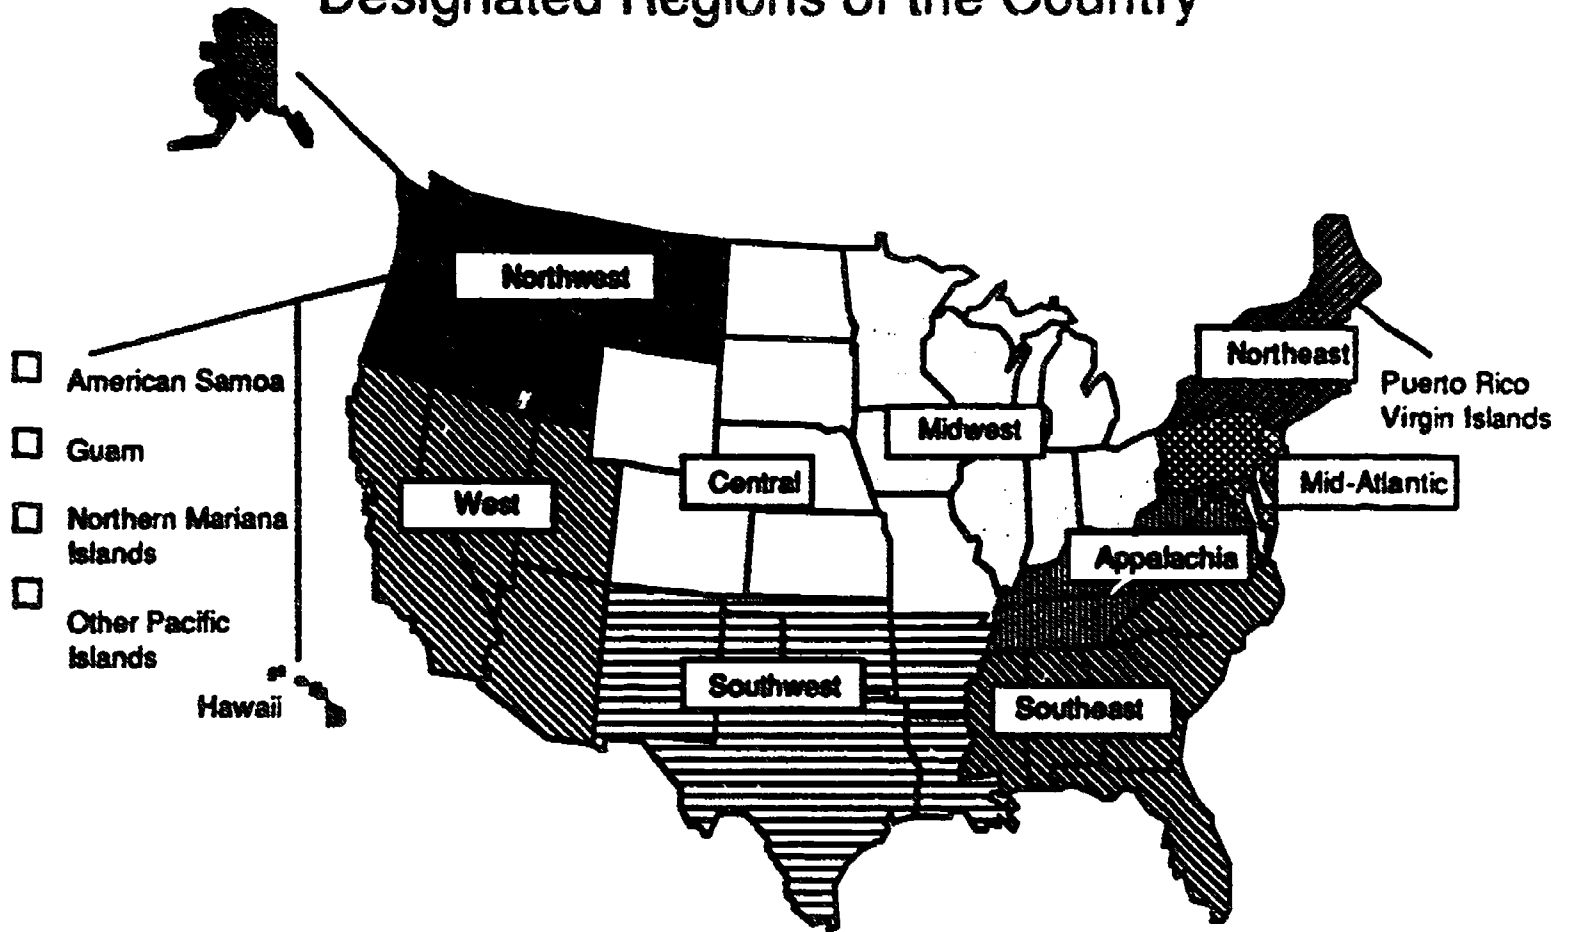 Designated Regions of the Country
Northwest
Northeast
Puerto Rico
Virgin Islands
American Samoa
Midwest
Guam
Central
West
Mid-Atlantic
Northern Mariana
Islands
Appalachia
Other Pacific
Islands
Southwest
Hawaii
Southeast